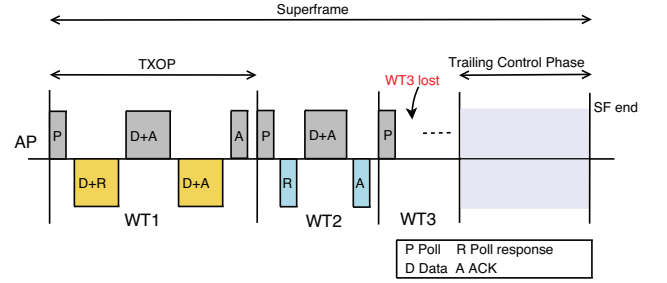 Superframe
TXOP
WT3 lost
Trailing Control Phase
SF end
AP
P D+A A P D+A P
D+R D+A R A
WT1 WT2 WT3
P Poll R Poll response
D Data A ACK